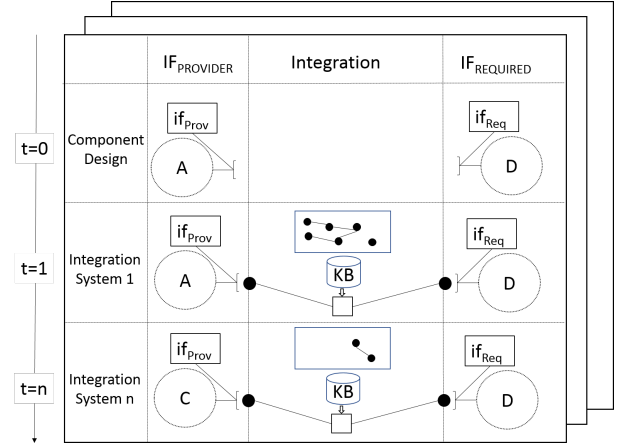 IFPROVIDER Integration IFREQUIRED
t=0
Component
Design
ifProv
A
ifReq
D
t=1
Integration
System 1
ifProv
A
KB
ifReq
D
t=n
Integration
System n
ifProv
C
KB
ifReq
D